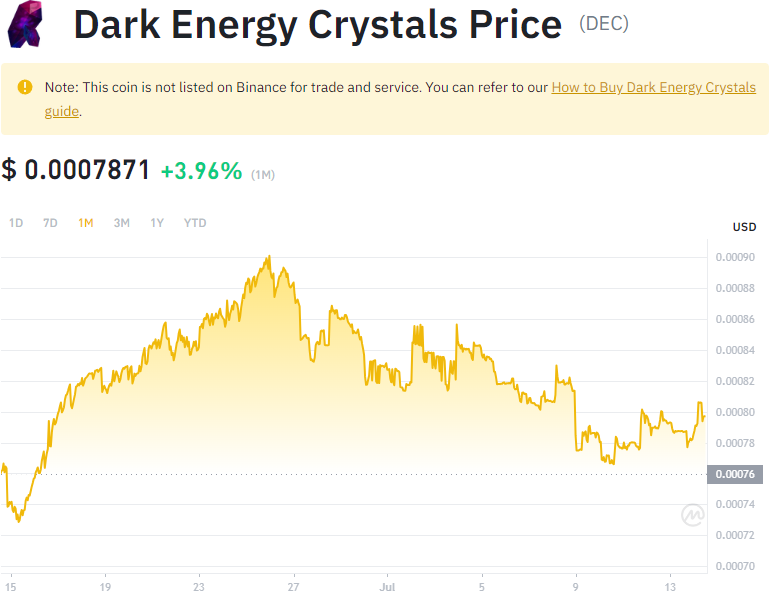 Dark Energy Crystals Price (DEC)
Note: This coin is not listed on Binance for trade and service. You can refer to our How to Buy Dark Energy Crystals
guide.
$ 0.0007871 +3.96% (1M)
1D 7D 1M 3M 1Y YTD
USD
0.00090
0.00088
0.00086
0.00084
0.00082
0.00080
0.00078
0.00076
0.00074
0.00072
0.00070
15 19 23 27 Jul 5 9 13